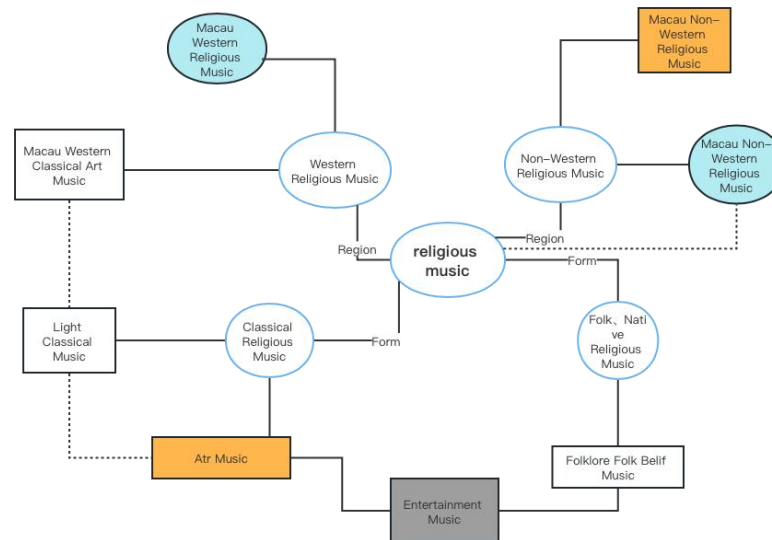 Macau
Western
Religious
Music
Macau Non-
Western
Religious
Music
Macau Western
Classical Art
Music
Western
Religious Music
Non-Western
Religious Music
Macau Non-
Western
Religious
Music
Region
religious
music
Region
Form
Light
Classical
Music
Classical
Religious
Music
Form
Folk、Nati
ve
Religious
Music
Atr Music
Folklore Folk Belif
Music
Entertainment
Music